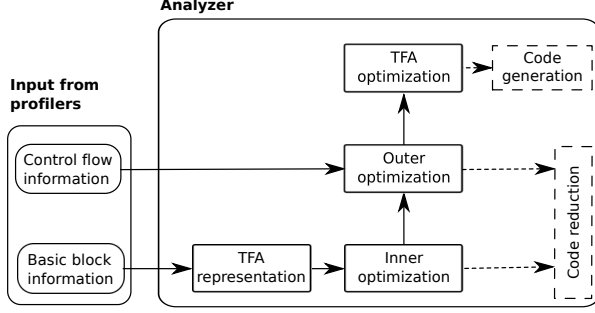 Analyzer
TFA
optimization
Code
generation
Input from
profilers
Control flow
information
Outer
optimization
Code reduction
Basic block
information
TFA
representation
Inner
optimization